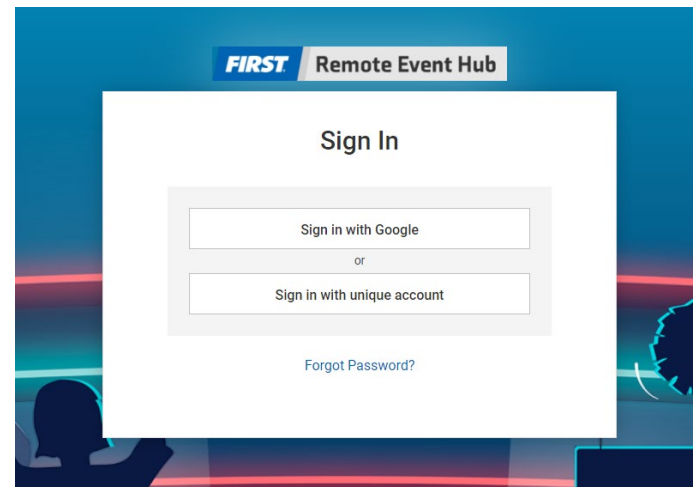 FIRST Remote Event Hub
Sign In
Sign in with Google
or
Sign in with unique account
Forgot Password?